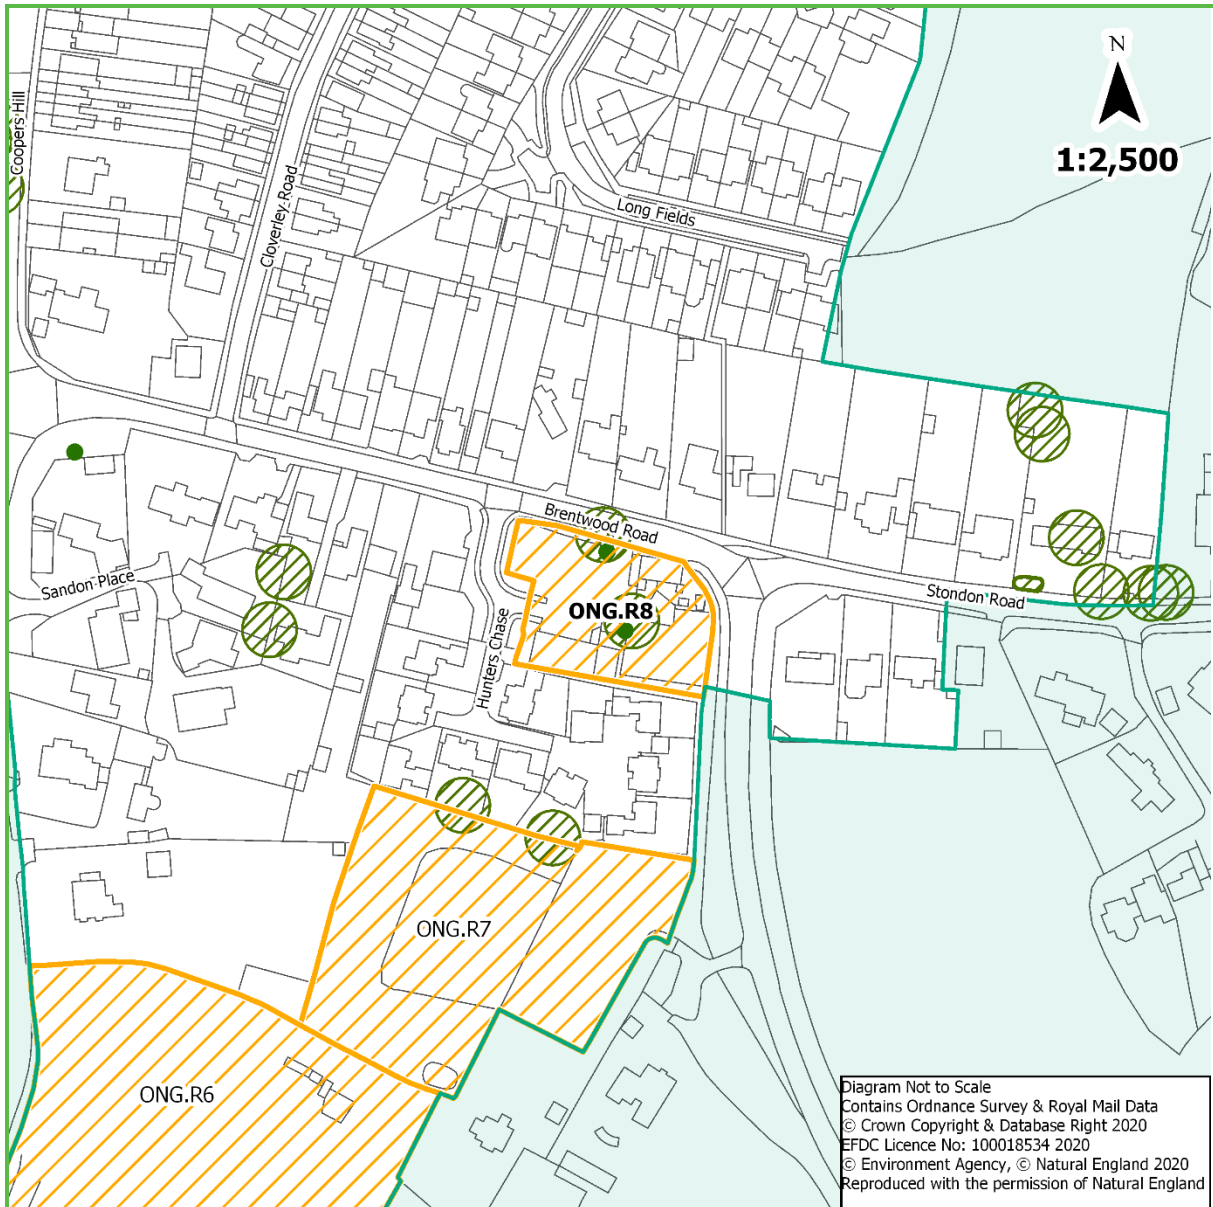 N
1:2,500
Coopers Hill
Cloverley Road
Long Fields
Brentwood Road
Sandon Place
Stondon Road
ONG.R8
Hunters Chase
ONG.R7
ONG.R6
Diagram Not to Scale
Contains Ordnance Survey & Royal Mail Data
© Crown Copyright & Database Right 2020
EFDC Licence No: 100018534 2020
© Environment Agency, © Natural England 2020
Reproduced with the permission of Natural England